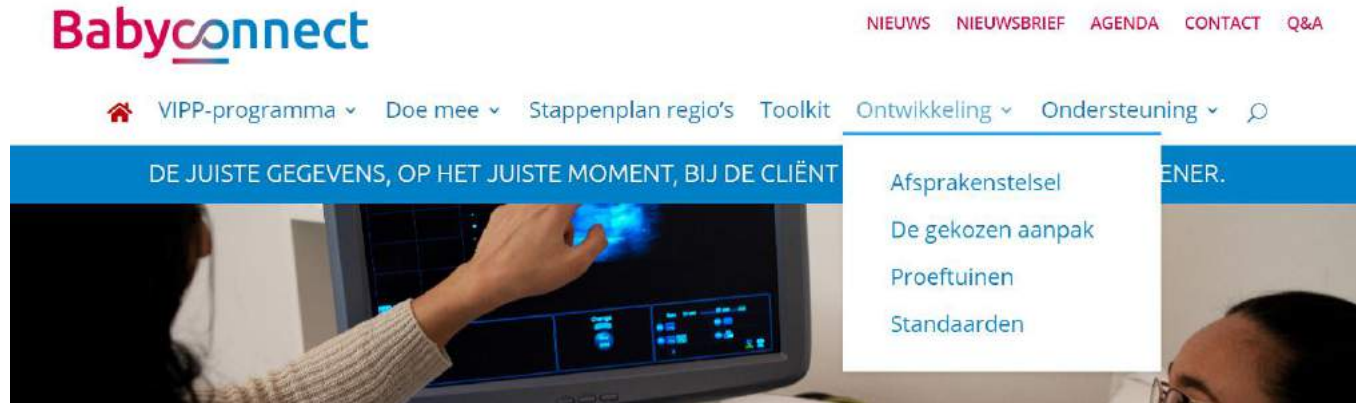 Babyconnect
NIEUWS NIEUWSBRIEF AGENDA CONTACT Q&A
VIPP-programma Doe mee Stappenplan regio's Toolkit Ontwikkeling Ondersteuning
DE JUISTE GEGEVENS, OP HET JUISTE MOMENT, BIJ DE CLIËNT ENER.
Afsprakenstelsel
De gekozen aanpak
Proeftuinen
Standaarden